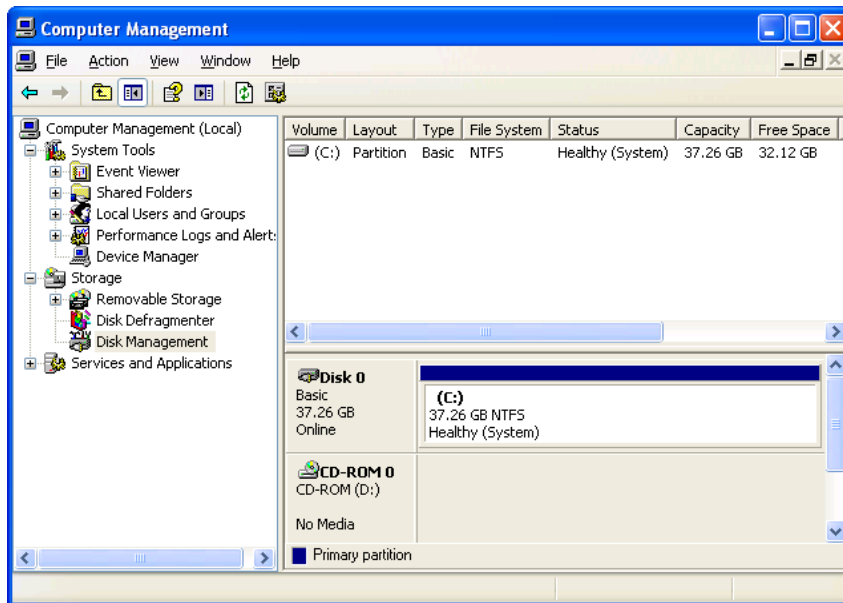 Computer Management
File Action View Window Help
Computer Management (Local)
System Tools
Event Viewer
Shared Folders
Local Users and Groups
Performance Logs and Alert:
Device Manager
Storage
Removable Storage
Disk Defragmenter
Disk Management
Services and Applications
Volume Layout Type File System Status Capacity Free Space
(C:) Partition Basic NTFS Healthy (System) 37.26 GB 32.12 GB
Disk 0
Basic
37.26 GB
Online
(C:)
37.26 GB NTFS
Healthy (System)
CD-ROM 0
CD-ROM (D:)
No Media
Primary partition